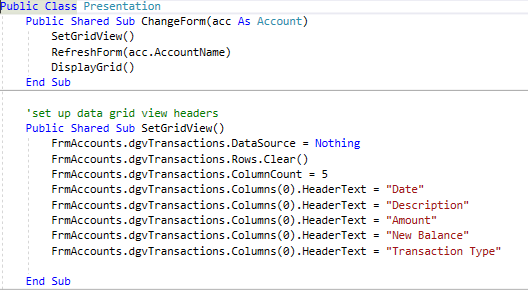 Public Class Presentation
Public Shared Sub ChangeForm(acc As Account)
SetGridView()
RefreshForm(acc.AccountName)
DisplayGrid()
End Sub
'set up data grid view headers
Public Shared Sub SetGridView()
FrmAccounts.dgvTransactions.DataSource = Nothing
FrmAccounts.dgvTransactions.Rows.Clear()
FrmAccounts.dgvTransactions.ColumnCount = 5
FrmAccounts.dgvTransactions.Columns(0).HeaderText = "Date"
FrmAccounts.dgvTransactions.Columns(0).HeaderText = "Description"
FrmAccounts.dgvTransactions.Columns(0).HeaderText = "Amount"
FrmAccounts.dgvTransactions.Columns(0).HeaderText = "New Balance"
FrmAccounts.dgvTransactions.Columns(0).HeaderText = "Transaction Type"
End Sub